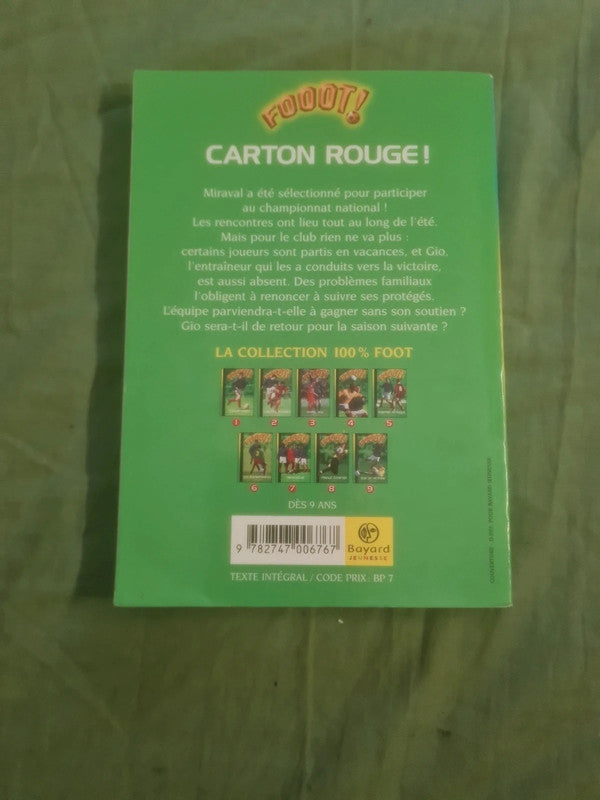 FOOOT!
CARTON ROUGE !
Miraval a été sélectionné pour participer
au championnat national !
Les rencontres ont lieu tout au long de l'été.
Mais pour le club rien ne va plus :
certains joueurs sont partis en vacances, et Gio,
l'entraîneur qui les a conduits vers la victoire,
est aussi absent. Des problèmes familiaux
l'obligent à renoncer à suivre ses protégés.
L'équipe parviendra-t-elle à gagner sans son soutien ?
Gio sera-t-il de retour pour la saison suivante ?
LA COLLECTION 100 % FOOT
1 2 3 4 5
6 7 8 9
DÈS 9 ANS
9 782747 006767
Bayard
JEUNESSE
TEXTE INTÉGRAL / CODE PRIX : BP 7